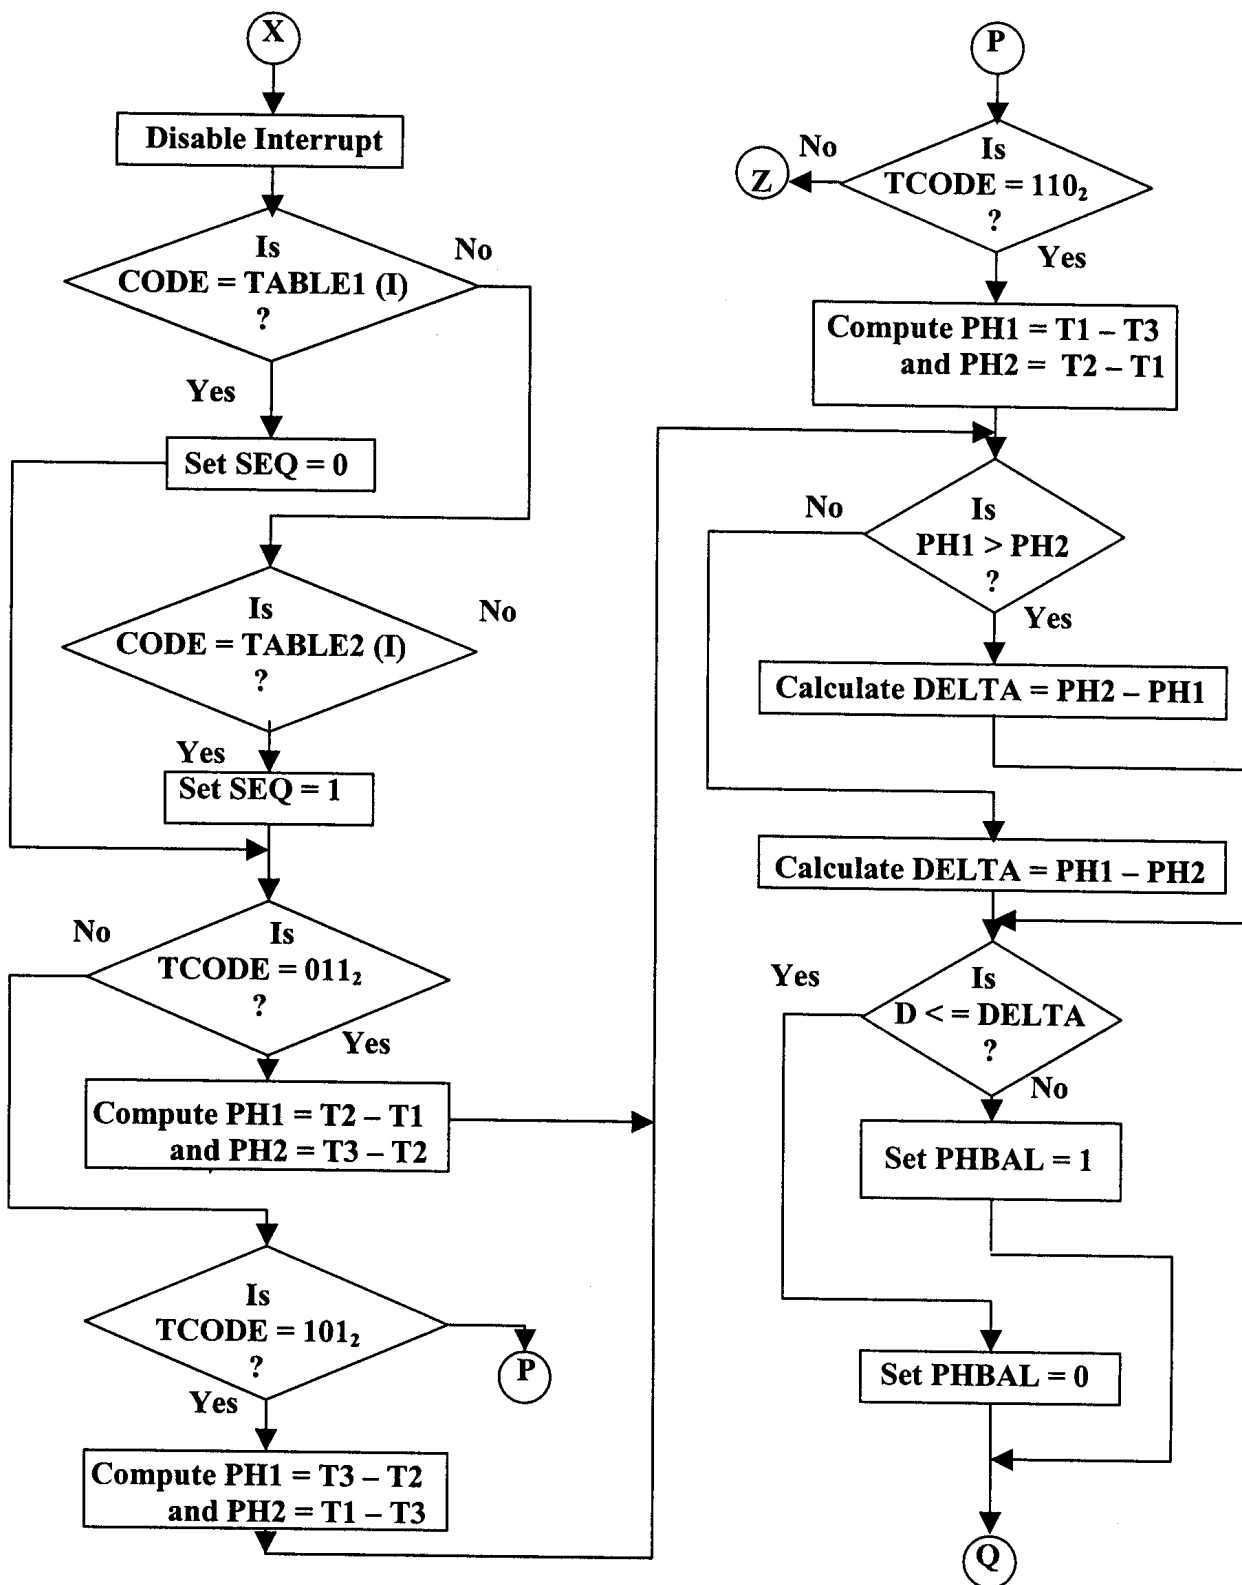 X
Disable Interrupt
Is
CODE = TABLE1 (I)
?
No
Yes
Set SEQ = 0
Is
CODE = TABLE2 (I)
?
No
Yes
Set SEQ = 1
No
Is
TCODE = 011₂
?
Yes
Compute PH1 = T2 – T1
and PH2 = T3 – T2
Is
TCODE = 101₂
?
P
Yes
Compute PH1 = T3 – T2
and PH2 = T1 – T3
P
No
Z
Is
TCODE = 110₂
?
Yes
Compute PH1 = T1 – T3
and PH2 = T2 – T1
No
Is
PH1 > PH2
?
Yes
Calculate DELTA = PH2 – PH1
Calculate DELTA = PH1 – PH2
Yes
Is
D < = DELTA
?
No
Set PHBAL = 1
Set PHBAL = 0
Q